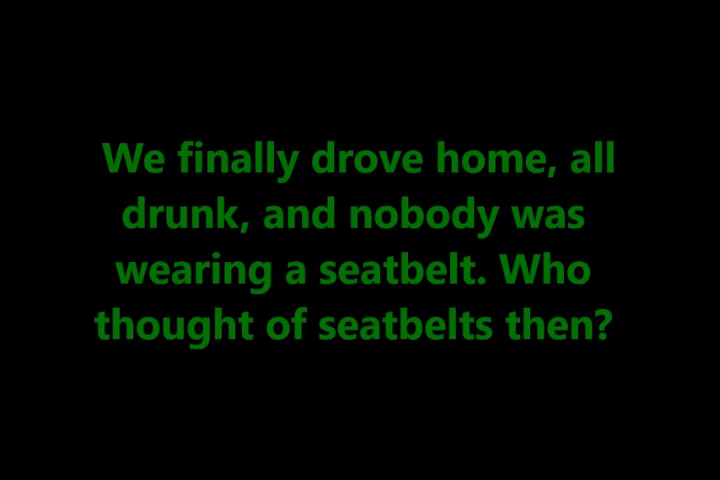 We finally drove home, all
drunk, and nobody was
wearing a seatbelt. Who
thought of seatbelts then?